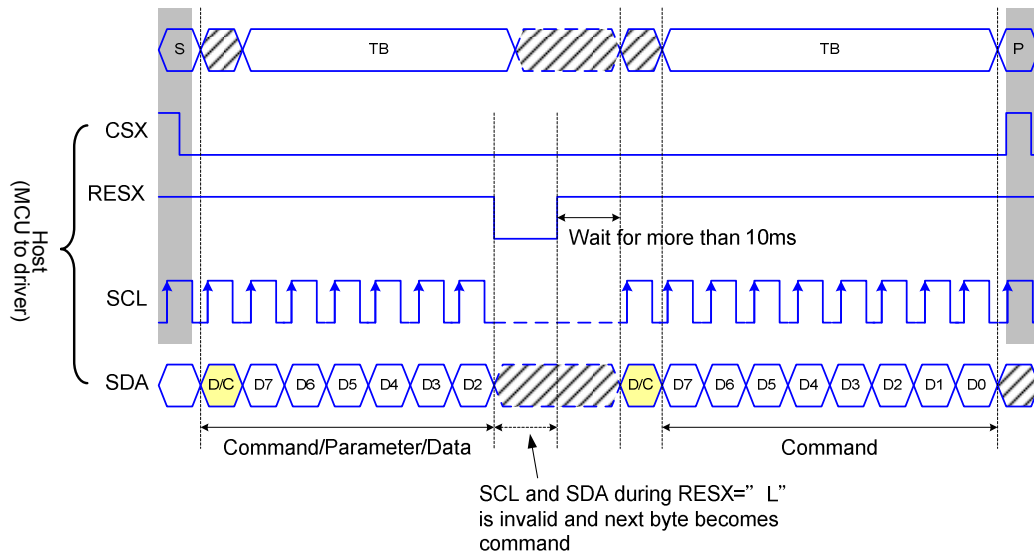 S TB TB P
CSX
RESX
Wait for more than 10ms
Host
(MCU to driver)
SCL
SDA D/C D7 D6 D5 D4 D3 D2 D/C D7 D6 D5 D4 D3 D2 D1 D0
Command/Parameter/Data Command
SCL and SDA during RESX=” L”
is invalid and next byte becomes
command